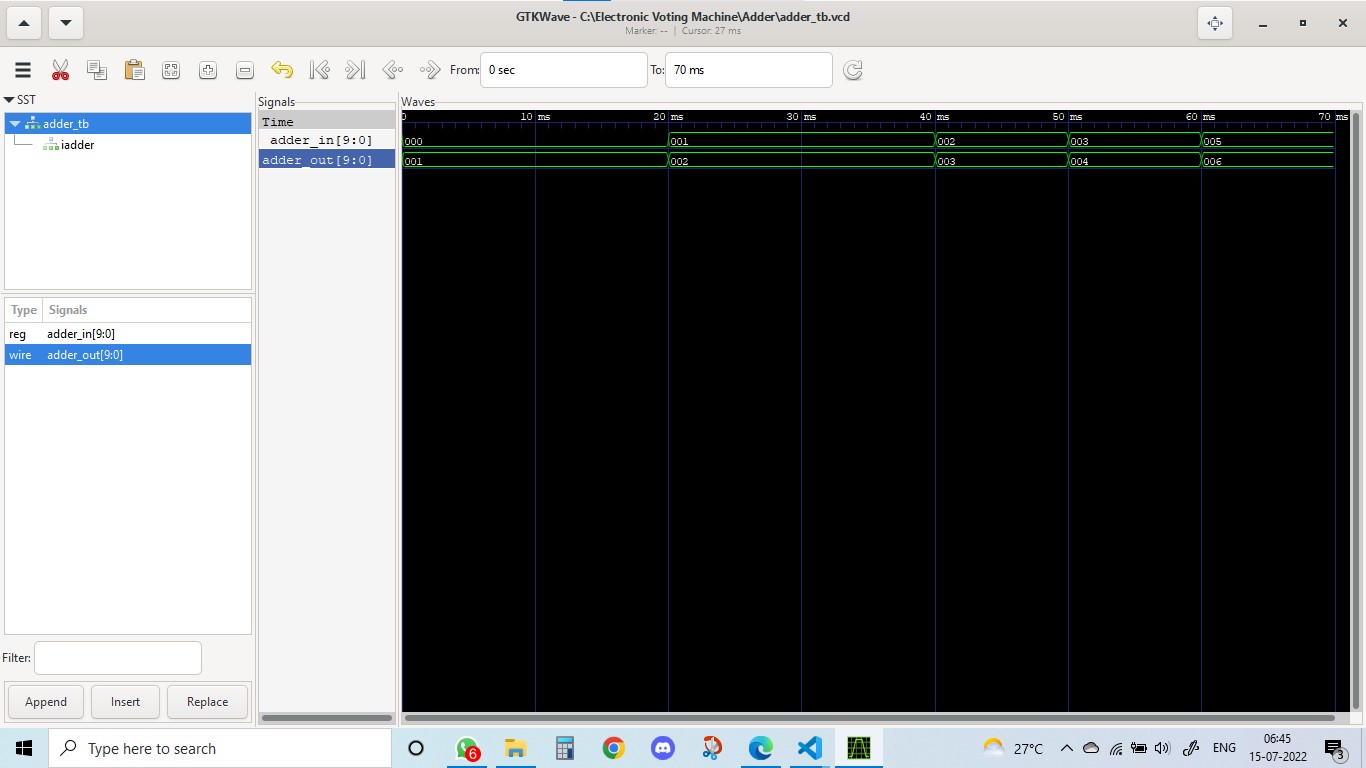 GTKWave - C:\Electronic Voting Machine\Adder\adder_tb.vcd
Marker: -- | Cursor: 27 ms
From: 0 sec To: 70 ms
SST
adder_tb
iadder
Signals
Time
adder_in[9:0]
adder_out[9:0]
Waves
0 10 ms 20 ms 30 ms 40 ms 50 ms 60 ms 70 ms
000 001 002 003 005
001 002 003 004 006
Type Signals
reg adder_in[9:0]
wire adder_out[9:0]
Filter:
Append Insert Replace
Type here to search
6
27°C
ENG
06:45
15-07-2022
3